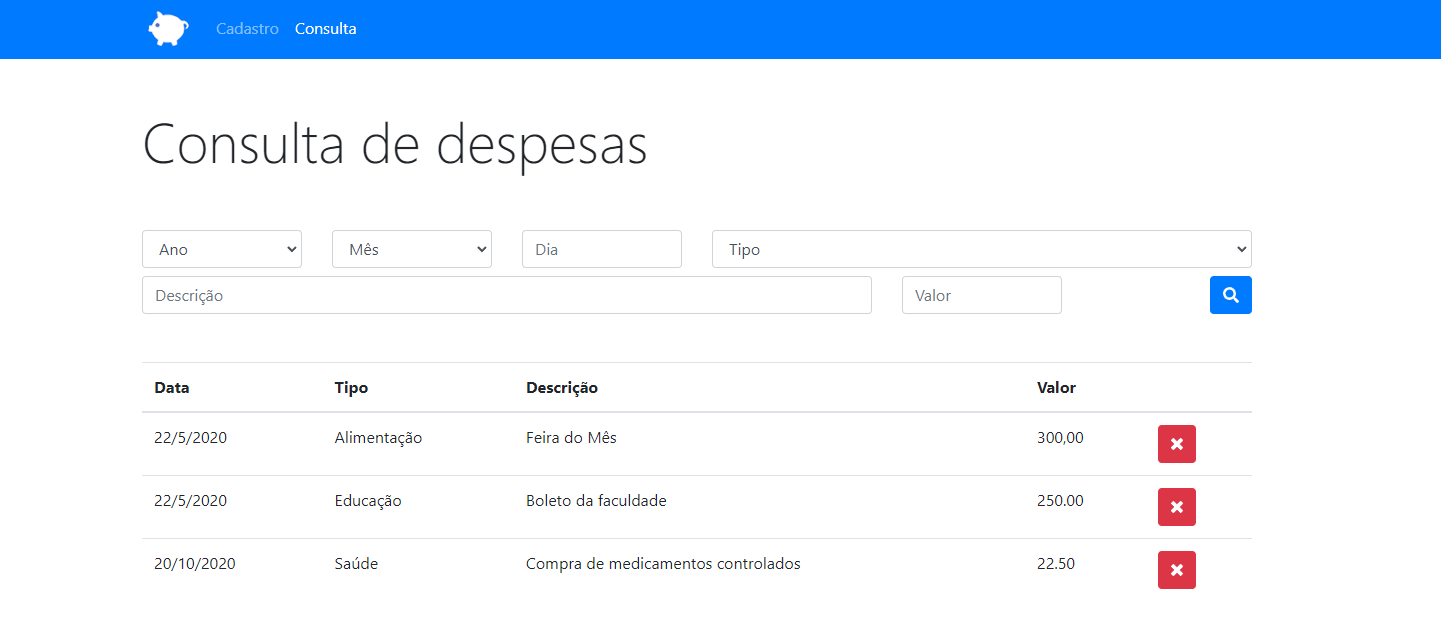 Cadastro Consulta
Consulta de despesas
Ano Mês Dia Tipo
Descrição Valor
Data Tipo Descrição Valor
22/5/2020 Alimentação Feira do Mês 300,00
22/5/2020 Educação Boleto da faculdade 250.00
20/10/2020 Saúde Compra de medicamentos controlados 22.50